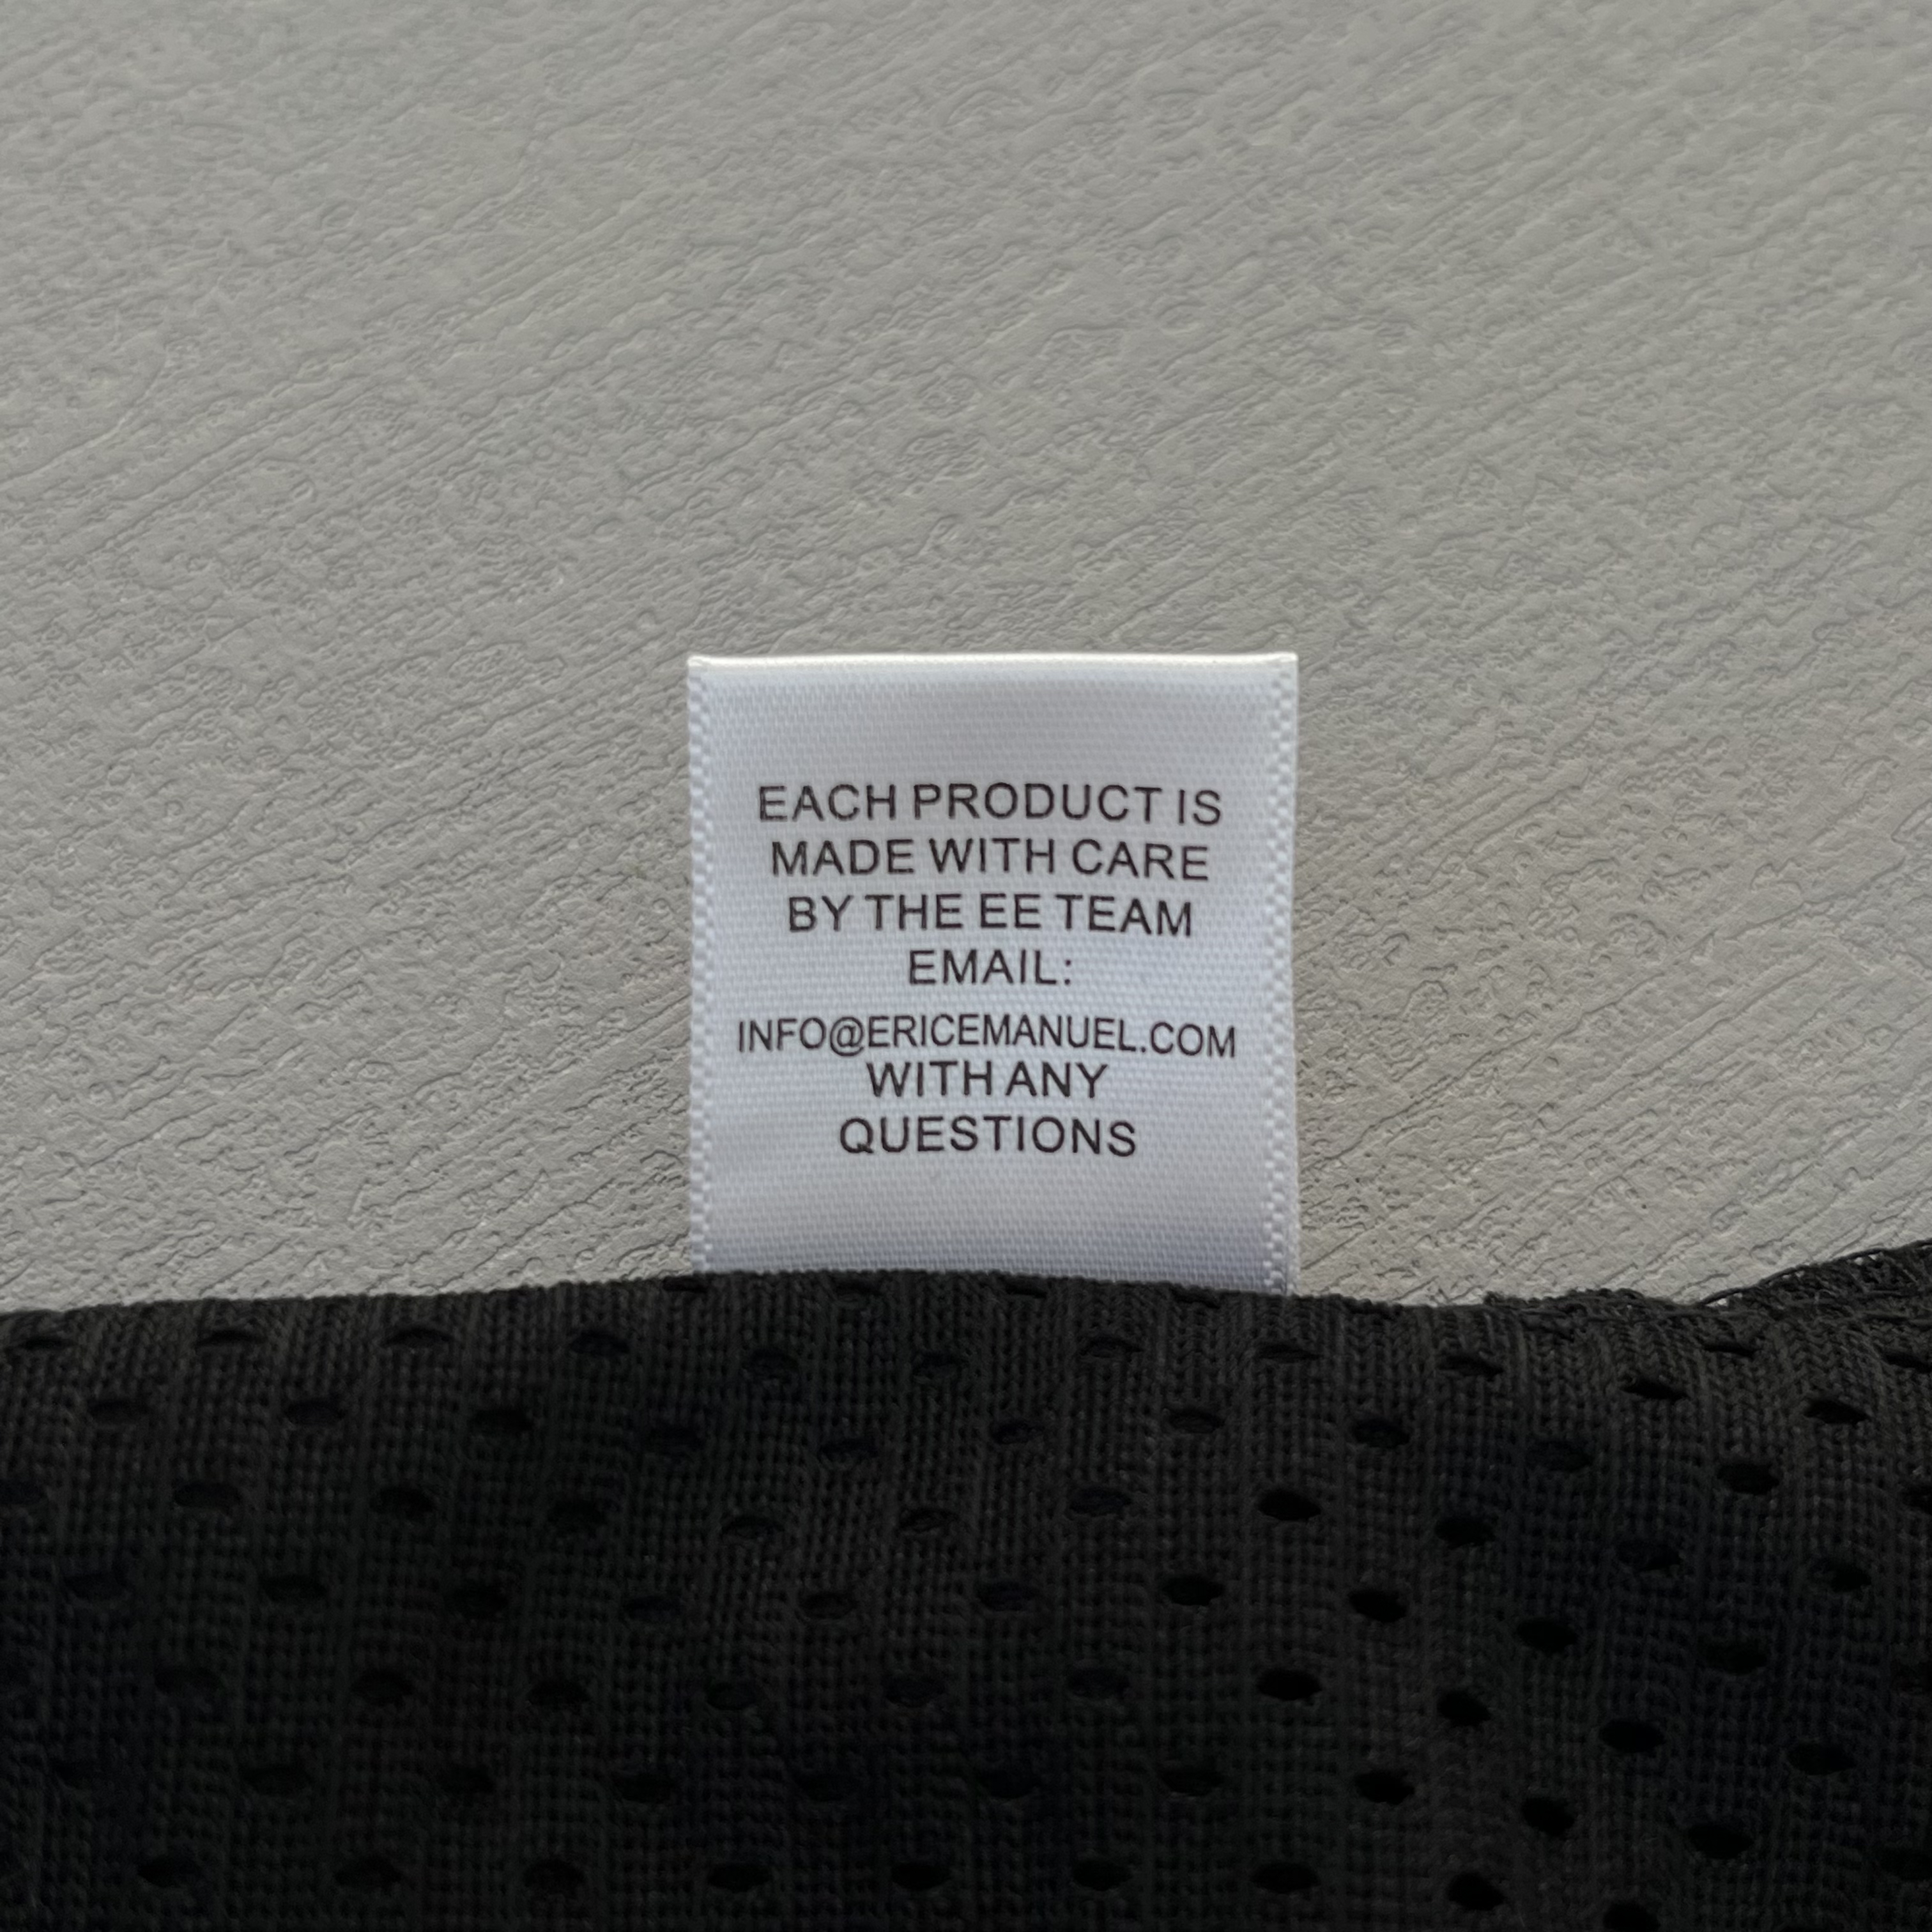 EACH PRODUCT IS
MADE WITH CARE
BY THE EE TEAM
EMAIL:
INFO@ERICEMANUEL.COM
WITH ANY
QUESTIONS